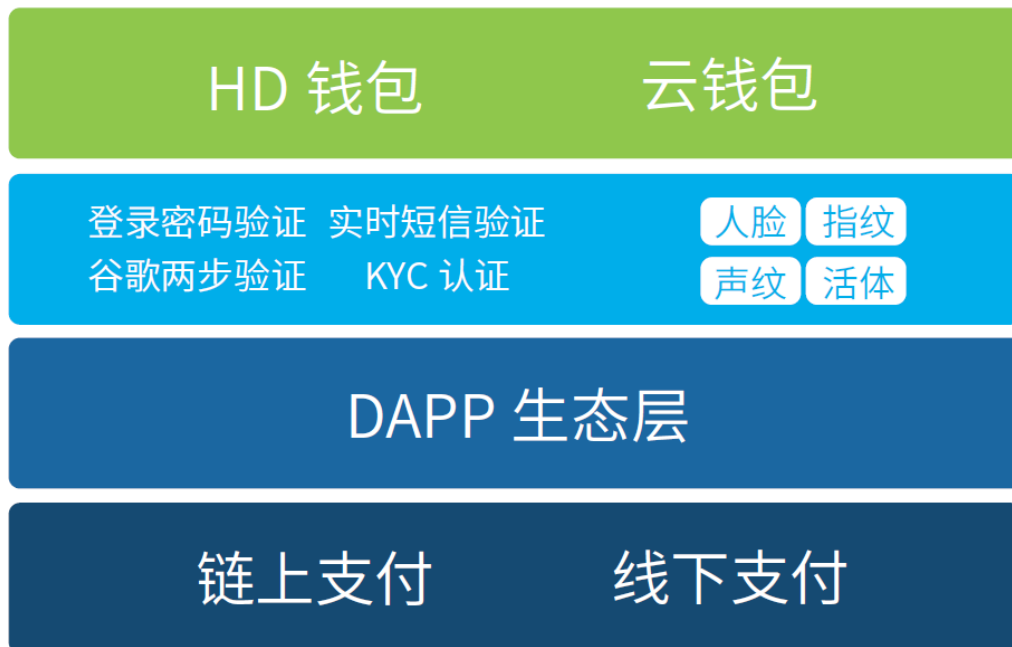 HD 钱包 云钱包
登录密码验证 实时短信验证 人脸 指纹
谷歌两步验证 KYC 认证 声纹 活体
DAPP 生态层
链上支付 线下支付